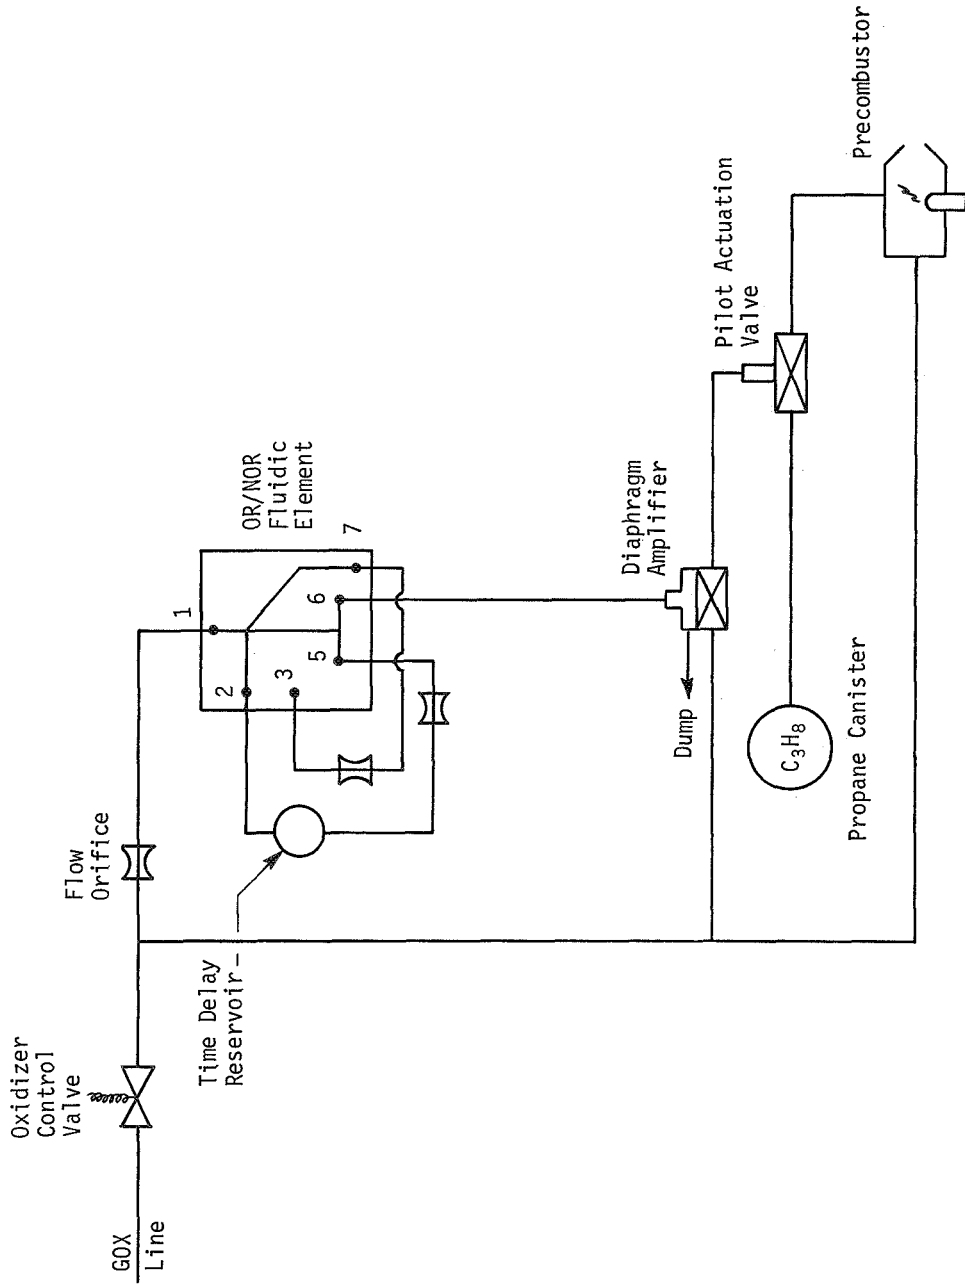 GOX
Line
Oxidizer
Control
Valve
Flow
Orifice
Time Delay
Reservoir
OR/NOR
Fluidic
Element
1
2
3
5
6
7
Diaphragm
Amplifier
Dump
Pilot Actuation
Valve
C₃H₈
Propane Canister
Precombustor